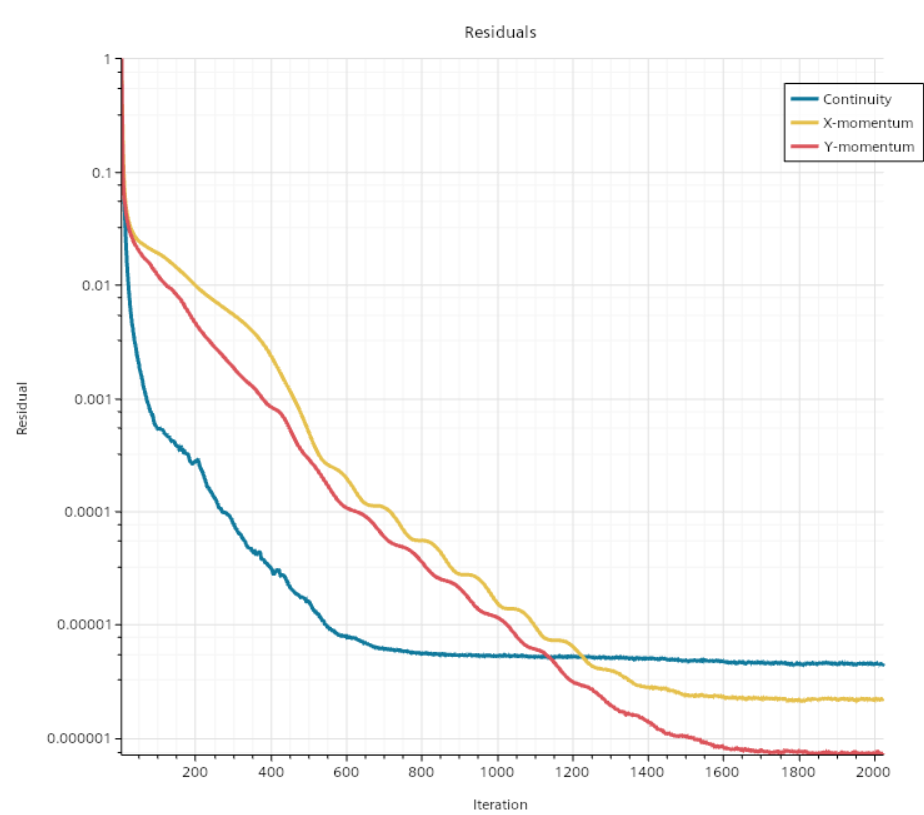 Residuals
Continuity
X-momentum
Y-momentum
1
0.1
0.01
0.001
0.0001
0.00001
0.000001
Residual
200 400 600 800 1000 1200 1400 1600 1800 2000
Iteration